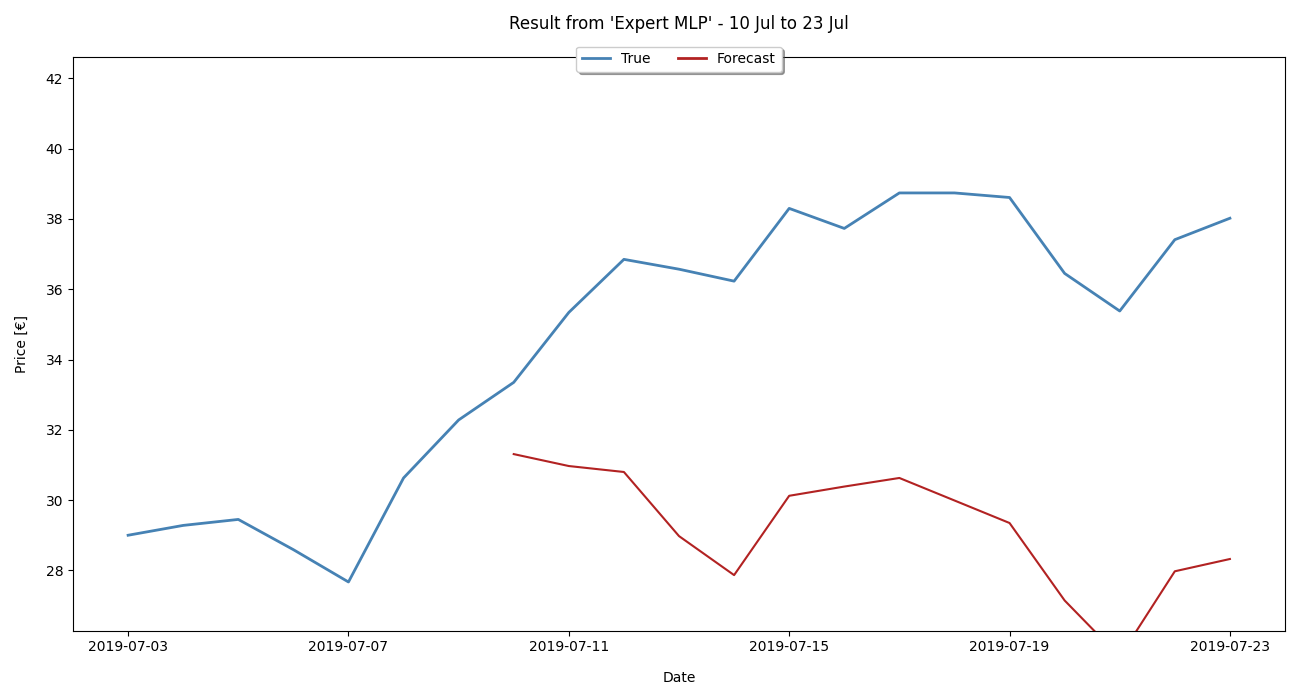 Result from 'Expert MLP' - 10 Jul to 23 Jul
True Forecast
42
40
38
36
34
32
30
28
Price [€]
2019-07-03 2019-07-07 2019-07-11 2019-07-15 2019-07-19 2019-07-23
Date